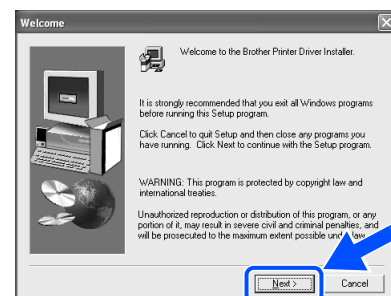 Welcome
Welcome to the Brother Printer Driver Installer.
It is strongly recommended that you exit all Windows programs
before running this Setup program.
Click Cancel to quit Setup and then close any programs you
have running. Click Next to continue with the Setup program.
WARNING: This program is protected by copyright law and
international treaties.
Unauthorized reproduction or distribution of this program, or any
portion of it, may result in severe civil and criminal penalties, and
will be prosecuted to the maximum extent possible under law.
Next >
Cancel